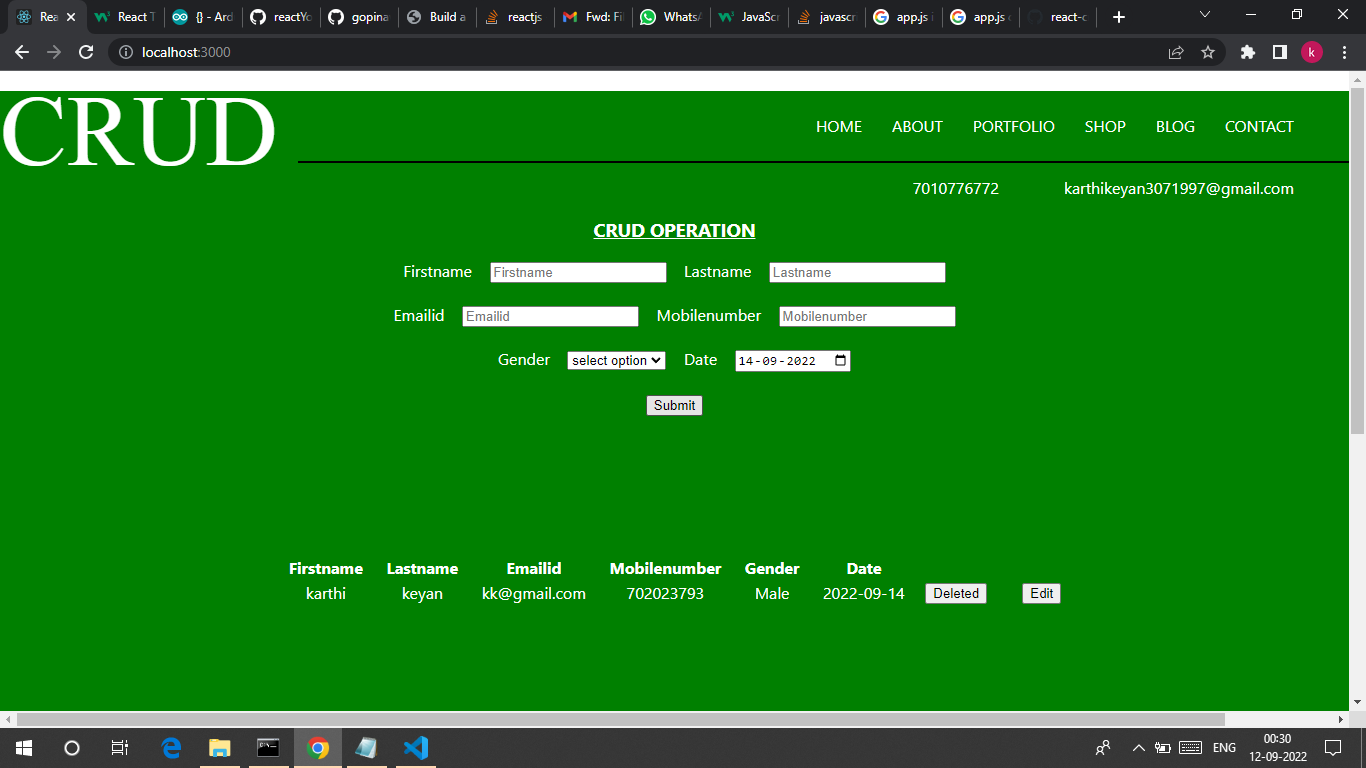 Rea
React T
{} - Ard
reactYo
gopina
Build a
reactjs
Fwd: Fil
WhatsA
JavaScr
javascr
app.js i
app.js c
react-c
localhost:3000
k
CRUD
HOME ABOUT PORTFOLIO SHOP BLOG CONTACT
7010776772 karthikeyan3071997@gmail.com
CRUD OPERATION
Firstname Firstname Lastname Lastname
Emailid Emailid Mobilenumber Mobilenumber
Gender select option Date 14-09-2022
Submit
Firstname Lastname Emailid Mobilenumber Gender Date
karthi keyan kk@gmail.com 702023793 Male 2022-09-14 Deleted Edit
ENG
00:30
12-09-2022